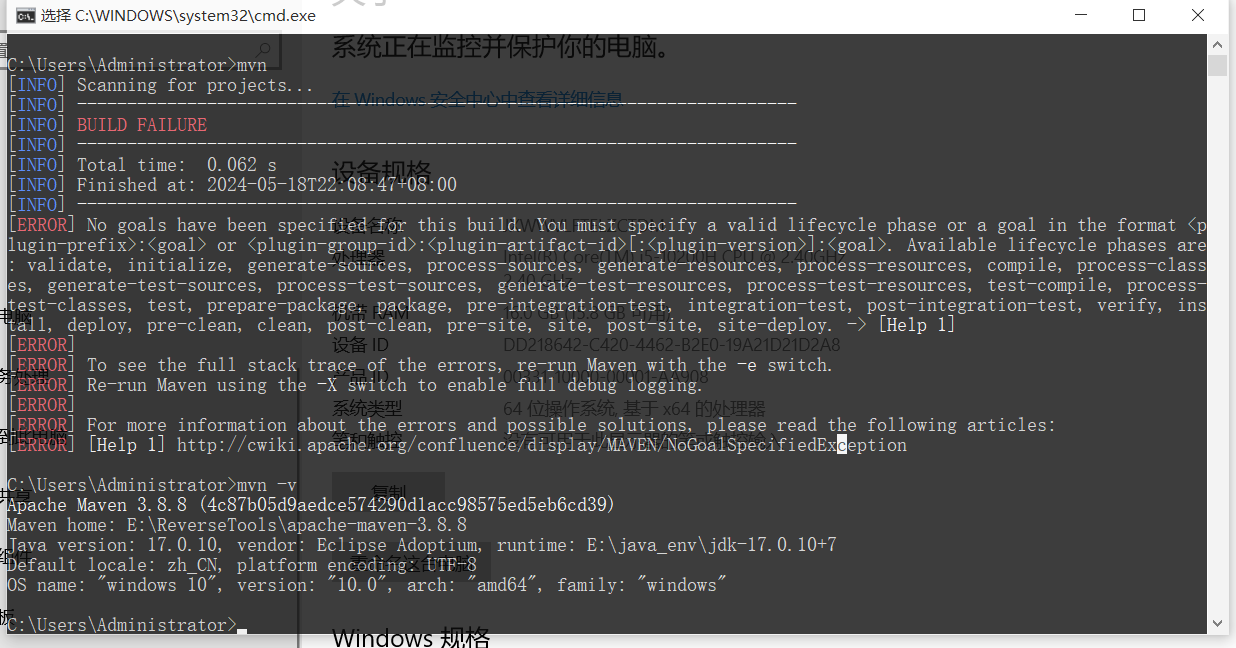 选择 C:\WINDOWS\system32\cmd.exe
系统正在监控并保护你的电脑。
C:\Users\Administrator>mvn
[INFO] Scanning for projects...
在 Windows 安全中心中查看详细信息
[INFO] ------------------------------------------------------------------------
[INFO] BUILD FAILURE
[INFO] ------------------------------------------------------------------------
设备规格
[INFO] Total time:  0.062 s
[INFO] Finished at: 2024-05-18T22:08:47+08:00
[INFO] ------------------------------------------------------------------------
[ERROR] No goals have been specified for this build. You must specify a valid lifecycle phase or a goal in the format <p
lugin-prefix>:<goal> or <plugin-group-id>:<plugin-artifact-id>[:<plugin-version>]:<goal>. Available lifecycle phases are
: validate, initialize, generate-sources, process-sources, generate-resources, process-resources, compile, process-class
es, generate-test-sources, process-test-sources, generate-test-resources, process-test-resources, test-compile, process-
test-classes, test, prepare-package, package, pre-integration-test, integration-test, post-integration-test, verify, ins
tall, deploy, pre-clean, clean, post-clean, pre-site, site, post-site, site-deploy. -> [Help 1]
[ERROR]
设备 ID DD218642-C420-4462-B2E0-19A21D21D2A8
[ERROR] To see the full stack trace of the errors, re-run Maven with the -e switch.
[ERROR] Re-run Maven using the -X switch to enable full debug logging.
[ERROR]
系统类型 64 位操作系统, 基于 x64 的处理器
[ERROR] For more information about the errors and possible solutions, please read the following articles:
[ERROR] [Help 1] http://cwiki.apache.org/confluence/display/MAVEN/NoGoalSpecifiedException
C:\Users\Administrator>mvn -v
复制
Apache Maven 3.8.8 (4c87b05d9aedce574290d1acc98575ed5eb6cd39)
Maven home: E:\ReverseTools\apache-maven-3.8.8
Java version: 17.0.10, vendor: Eclipse Adoptium, runtime: E:\java_env\jdk-17.0.10+7
Default locale: zh_CN, platform encoding: UTF-8
OS name: "windows 10", version: "10.0", arch: "amd64", family: "windows"
C:\Users\Administrator>
Windows 规格